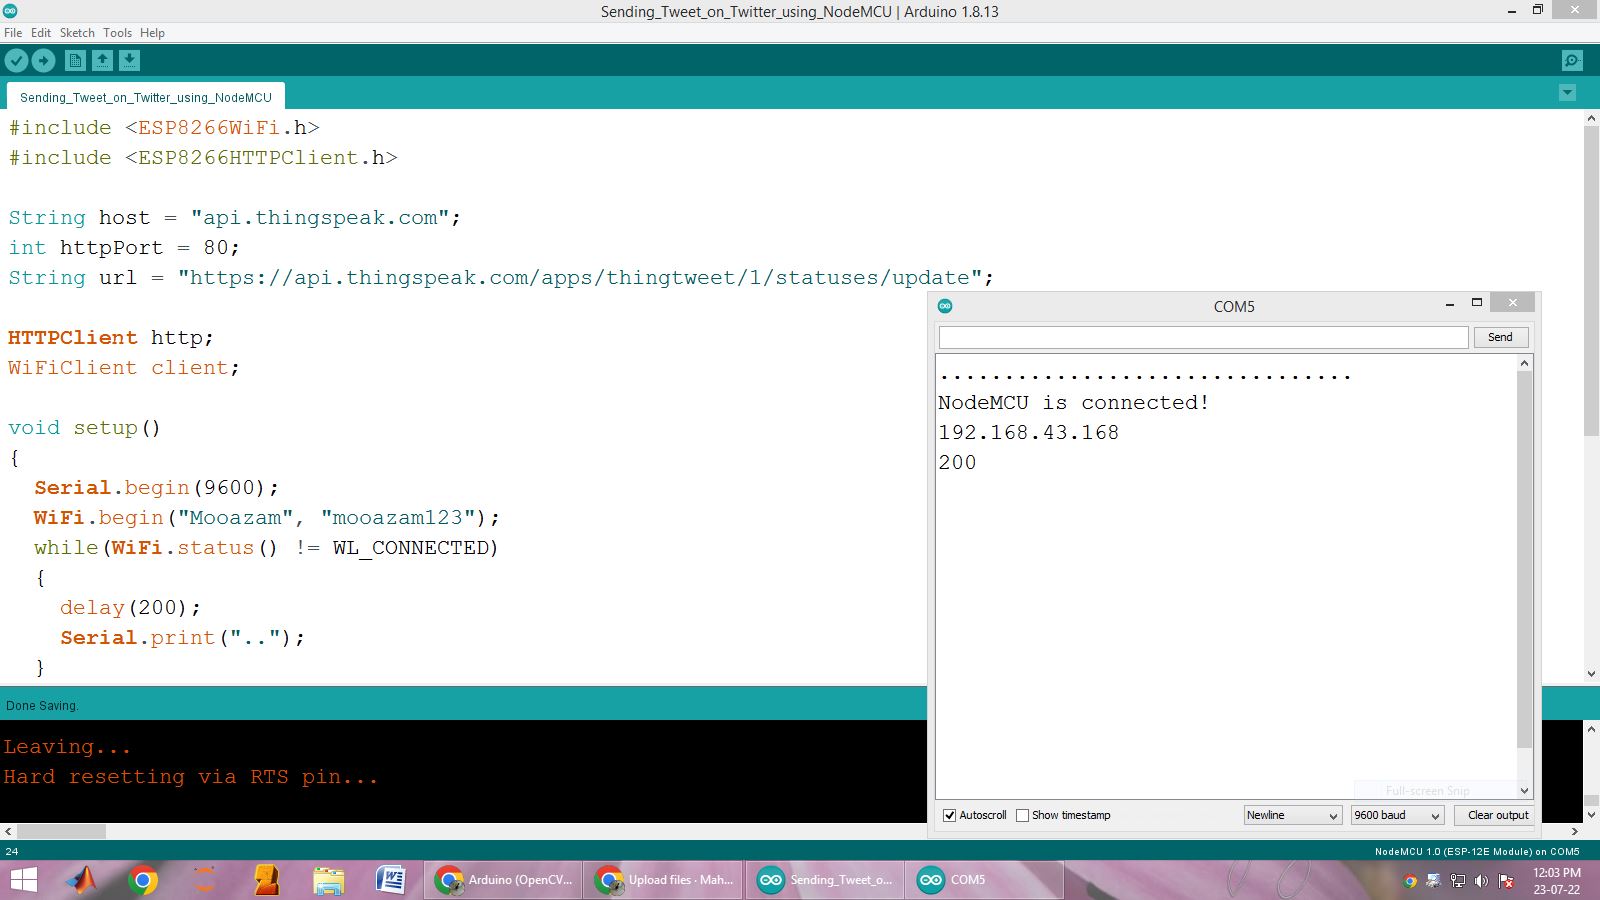 Sending_Tweet_on_Twitter_using_NodeMCU | Arduino 1.8.13
File Edit Sketch Tools Help
Sending_Tweet_on_Twitter_using_NodeMCU
#include <ESP8266WiFi.h>
#include <ESP8266HTTPClient.h>
String host = "api.thingspeak.com";
int httpPort = 80;
String url = "https://api.thingspeak.com/apps/thingtweet/1/statuses/update";
HTTPClient http;
WiFiClient client;
void setup()
{
  Serial.begin(9600);
  WiFi.begin("Mooazam", "mooazam123");
  while(WiFi.status() != WL_CONNECTED)
  {
    delay(200);
    Serial.print("..");
  }
COM5
Send
................................
NodeMCU is connected!
192.168.43.168
200
Full-screen Snip
Autoscroll Show timestamp Newline 9600 baud Clear output
Done Saving.
Leaving...
Hard resetting via RTS pin...
24 NodeMCU 1.0 (ESP-12E Module) on COM5
Arduino (OpenCV... Upload files · Mah... Sending_Tweet_o... COM5
12:03 PM
23-07-22